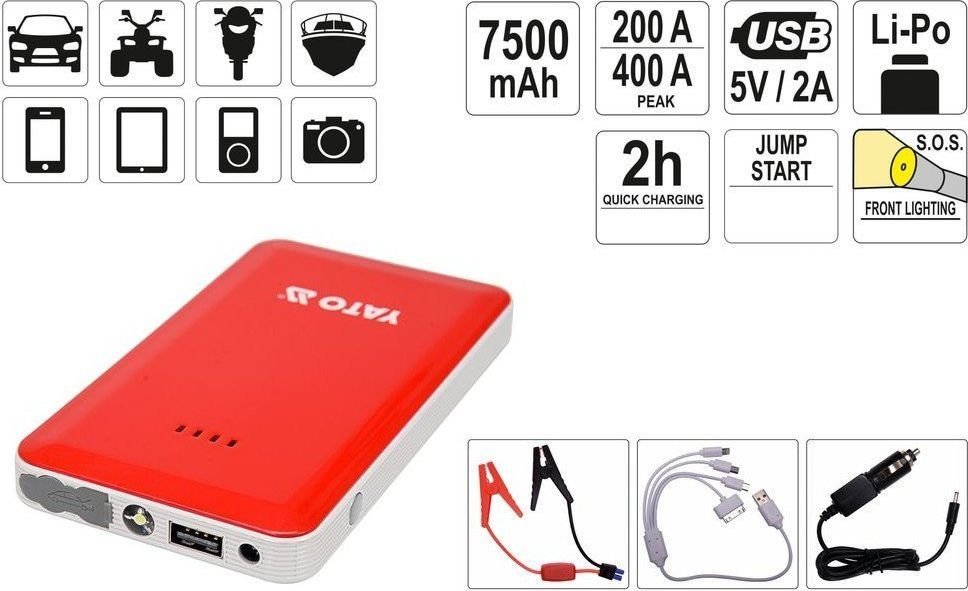 7500
mAh
200 A
400 A
PEAK
USB
5V / 2A
Li-Po
2h
QUICK CHARGING
JUMP
START
S.O.S.
FRONT LIGHTING
YATO